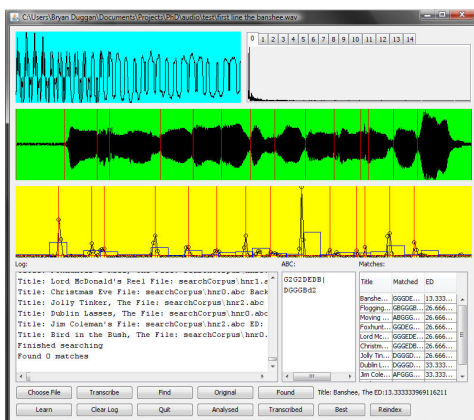 C:\Users\Bryan Duggan\Documents\Projects\PhD\audio\test\first line the banshee.wav
0 1 2 3 4 5 6 7 8 9 10 11 12 13 14
Log:
ABC:
Matches:
Title: Lord McDonald's Reel File: searchCorpus\hnr1.a
Title: Christmas Eve File: searchCorpus\hnr0.abc Back
Title: Jolly Tinker, The File: searchCorpus\hnr2.abc
Title: Dublin Lasses, The File: searchCorpus\hnr0.abc
Title: Jim Coleman's File: searchCorpus\hnr2.abc ED:
Title: Bird in the Bush, The File: searchCorpus\hnr0.
Finished searching
Found 0 matches
G2G2DEDB|
DGGGBd2
Title Matched ED
Banshe... GGGDE... 13.333...
Flogging... GBGGGB... 26.666...
Moving ... ABGGG... 26.666...
Foxhunt... GGDEG... 26.666...
Lord Mc... GGGDE... 26.666...
Christm... GGGEDB... 26.666...
Jolly Tin... DGGGD... 26.666...
Dublin L... DGGGD... 33.333...
Jim Cole... AFGGG... 33.333...
Choose File Transcribe Find Original Found Title: Banshee, The ED:13.333333969116211
Learn Clear Log Quit Analysed Transcribed Best Reindex